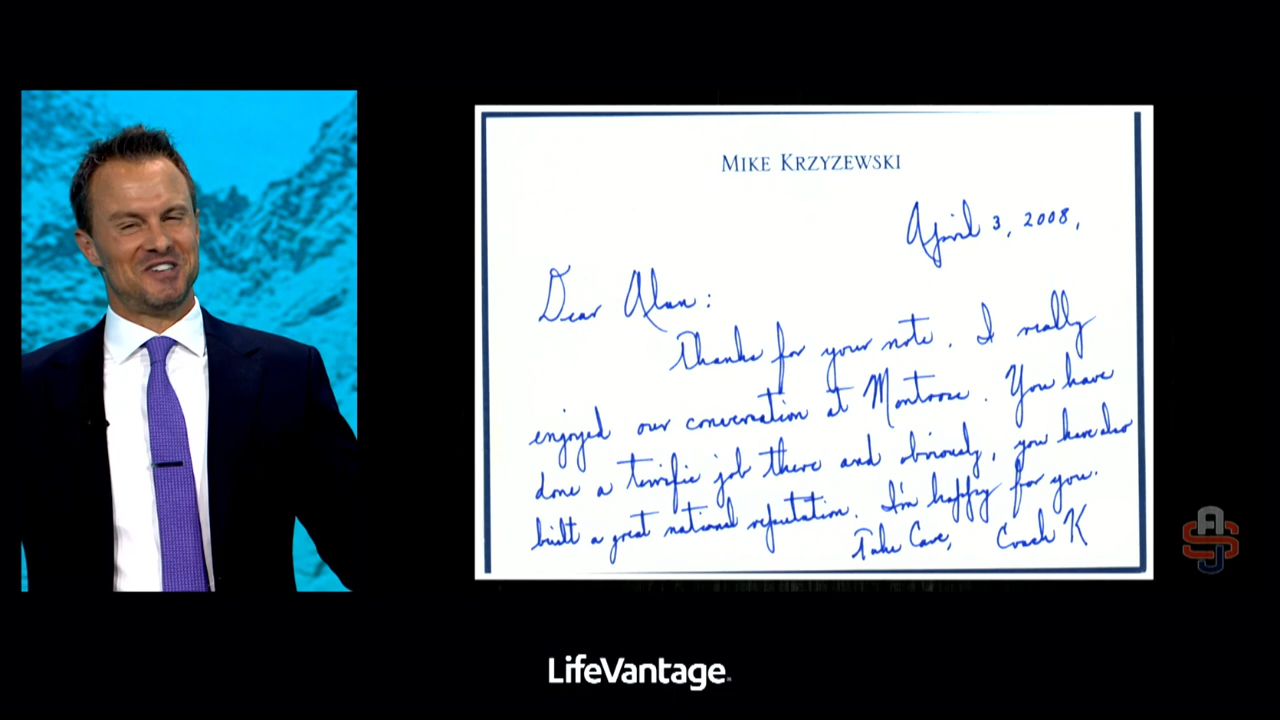 MIKE KRZYZEWSKI
April 3, 2008,
Dear Alan:
Thanks for your note. I really
enjoyed our conversation at Montrose. You have
done a terrific job there and obviously, you have also
built a great national reputation. I'm happy for you.
Take Care, Coach K
ASJ
LifeVantage